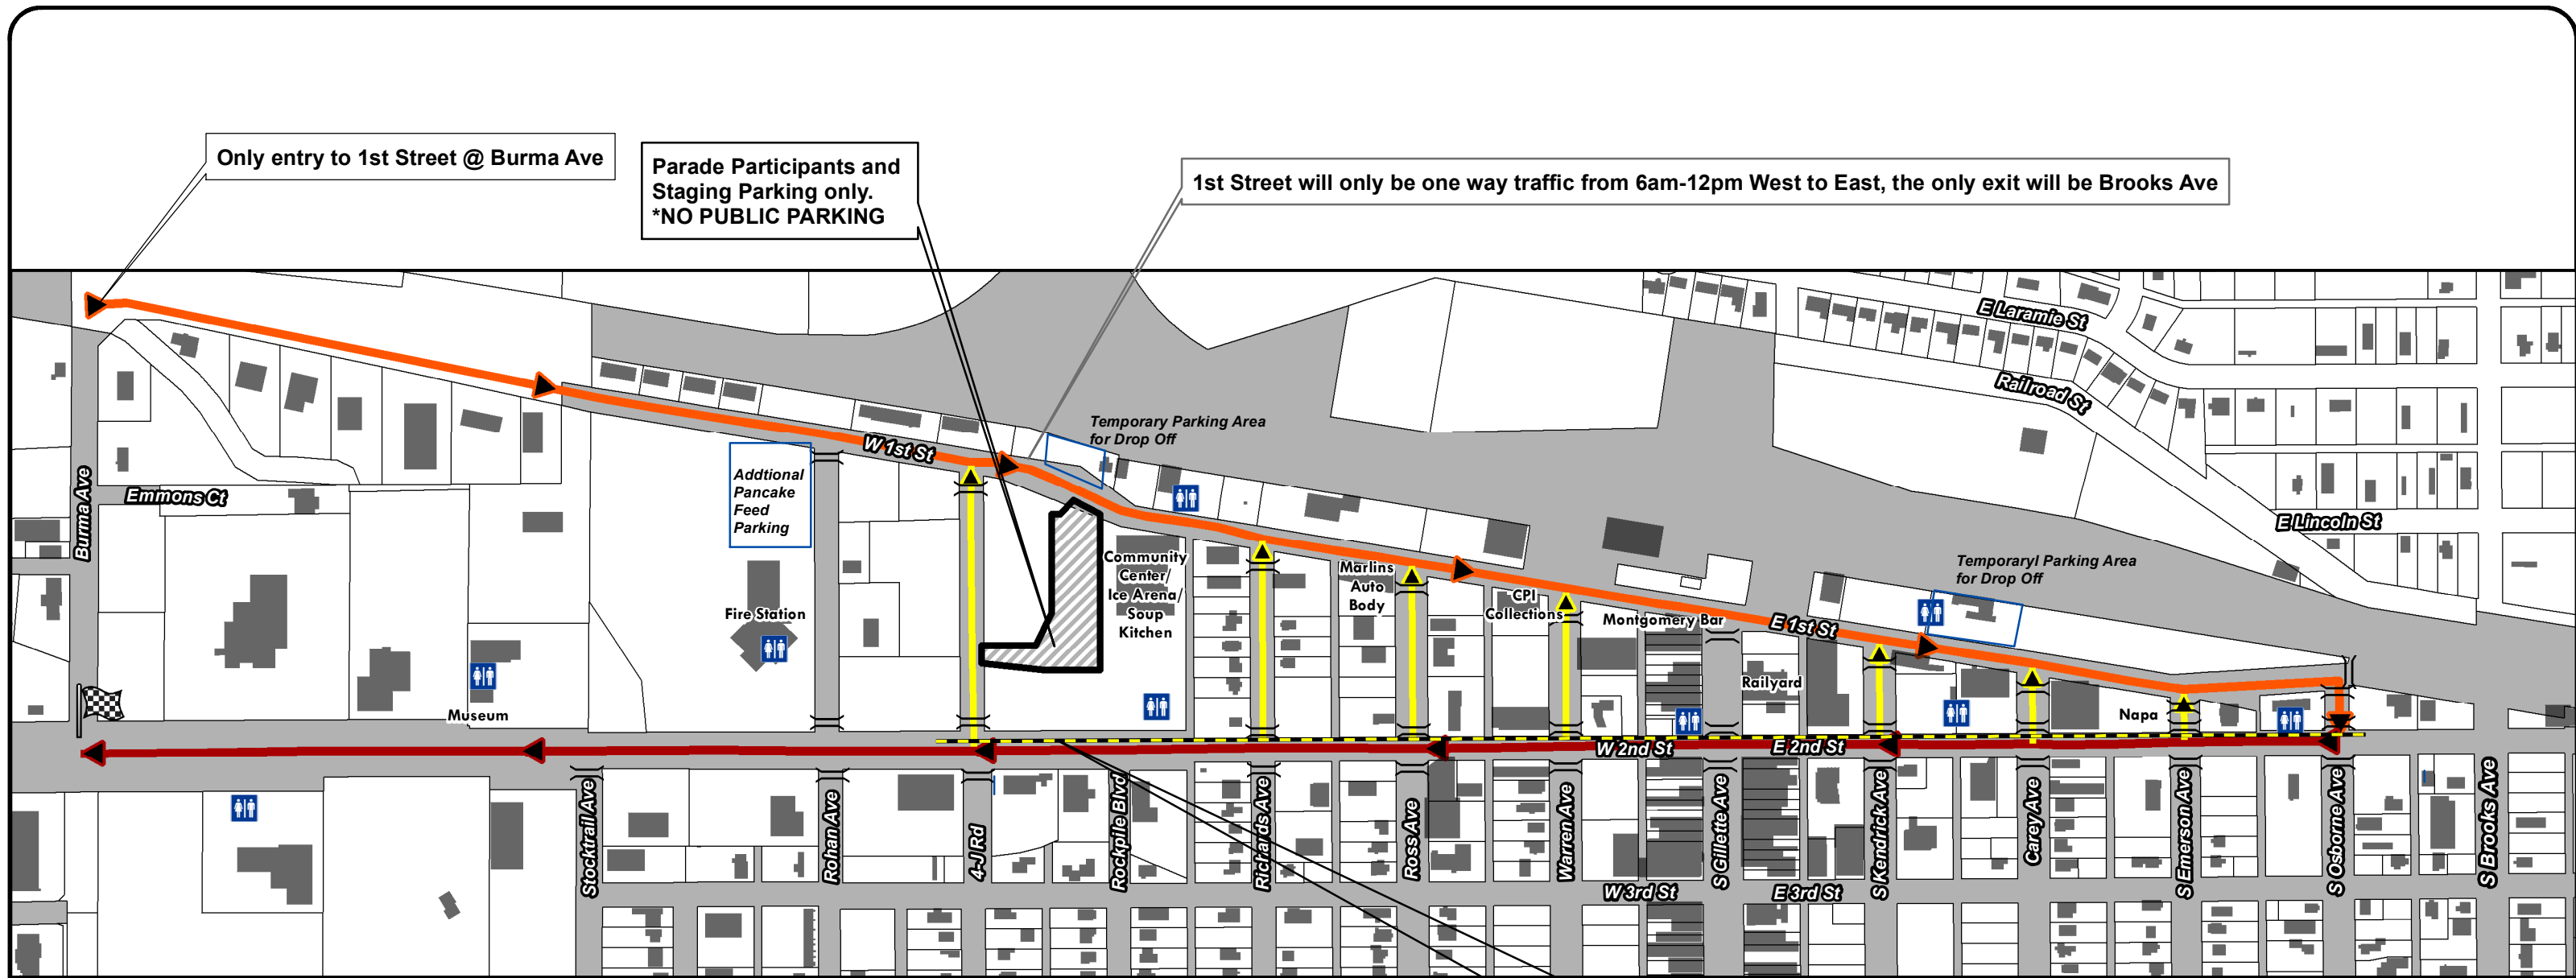 Only entry to 1st Street @ Burma Ave
Parade Participants and
Staging Parking only.
*NO PUBLIC PARKING
1st Street will only be one way traffic from 6am-12pm West to East, the only exit will be Brooks Ave
E Laramie St
Railroad St
Temporary Parking Area
for Drop Off
W 1st St
Addtional
Pancake
Feed
Parking
Burma Ave
Emmons Ct
E Lincoln St
Community
Center/
Ice Arena/
Soup
Kitchen
Marlins
Auto
Body
CPI
Collections
Temporaryl Parking Area
for Drop Off
Fire Station
Montgomery Bar
E 1st St
Railyard
Museum
Napa
W 2nd St
E 2nd St
Stocktrail Ave
Rohan Ave
4-J Rd
Rockpile Blvd
Richards Ave
Ross Ave
Warren Ave
S Gillette Ave
S Kendrick Ave
Carey Ave
S Emerson Ave
S Osborne Ave
S Brooks Ave
W 3rd St
E 3rd St